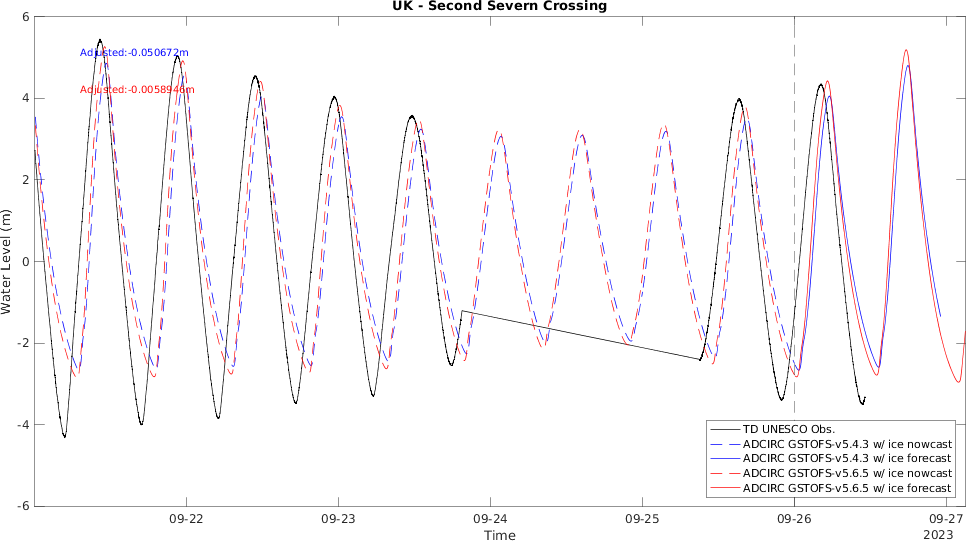 UK - Second Severn Crossing
Adjusted:-0.050672m
Adjusted:-0.0058946m
Water Level (m)
6
4
2
0
-2
-4
-6
TD UNESCO Obs.
ADCIRC GSTOFS-v5.4.3 w/ ice nowcast
ADCIRC GSTOFS-v5.4.3 w/ ice forecast
ADCIRC GSTOFS-v5.6.5 w/ ice nowcast
ADCIRC GSTOFS-v5.6.5 w/ ice forecast
09-22 09-23 09-24 09-25 09-26 09-27
Time
2023